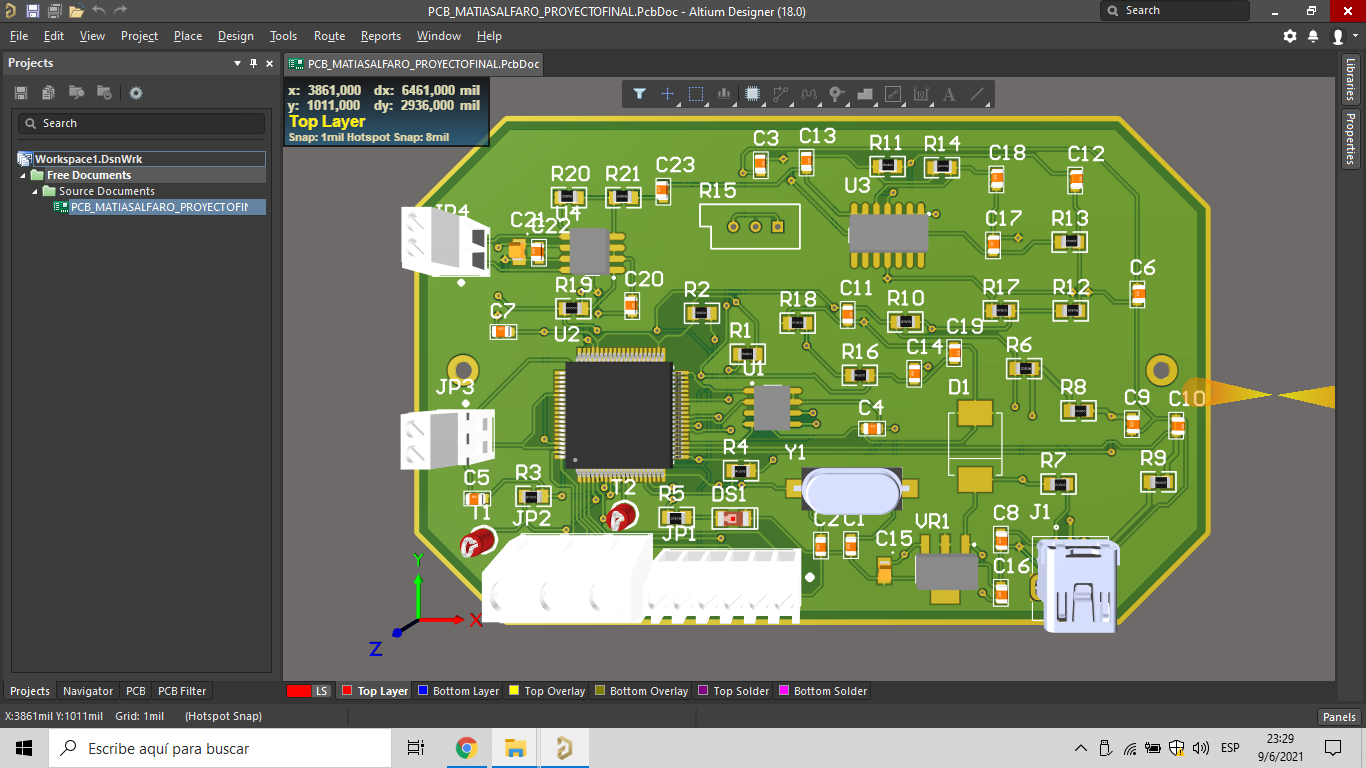 PCB_MATIASALFARO_PROYECTOFINAL.PcbDoc - Altium Designer (18.0)
Search
File Edit View Project Place Design Tools Route Reports Window Help
Projects
PCB_MATIASALFARO_PROYECTOFINAL.PcbDoc
Libraries
Properties
x: 3861,000 dx: 6461,000 mil
y: 1011,000 dy: 2936,000 mil
Top Layer
Snap: 1mil Hotspot Snap: 8mil
Search
Workspace1.DsnWrk
Free Documents
Source Documents
PCB_MATIASALFARO_PROYECTOFIN
C3 C13 R11 R14 C18 C12
R20 R21 C23 R15 U3
JP4 C21 C22 U4 C17 R13
R19 C20 R2 R18 C11 R10 R17 R12 C6
C7 U2 R1 R16 C14 C19 R6
JP3 U1 C4 D1 R8 C9 C10
R4 Y1 R7 R9
C5 R3 T2 R5 DS1
T1 JP2 JP1 C2 C1 C15 VR1 C8 J1
C16
Y
X
Z
Projects Navigator PCB PCB Filter
LS Top Layer Bottom Layer Top Overlay Bottom Overlay Top Solder Bottom Solder
X:3861mil Y:1011mil Grid: 1mil (Hotspot Snap)
Panels
Escribe aquí para buscar
ESP
23:29
9/6/2021